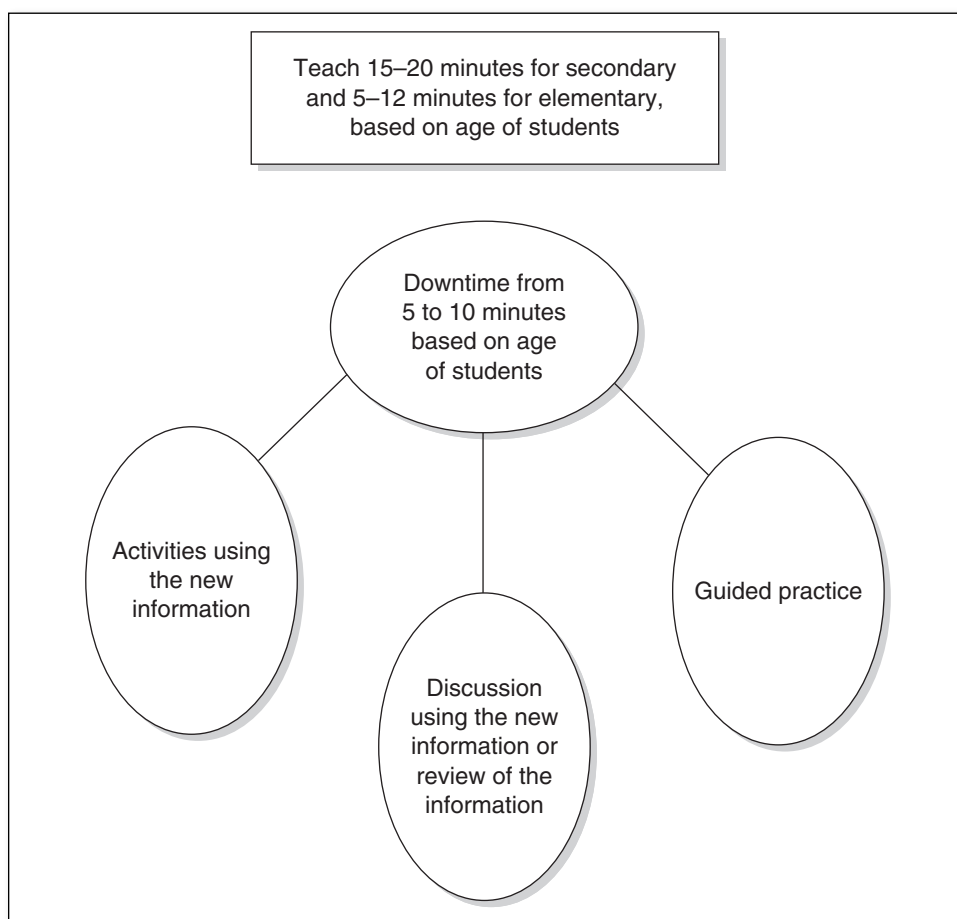 Teach 15–20 minutes for secondary
and 5–12 minutes for elementary,
based on age of students
Downtime from
5 to 10 minutes
based on age
of students
Activities using
the new
information
Discussion
using the new
information or
review of the
information
Guided practice